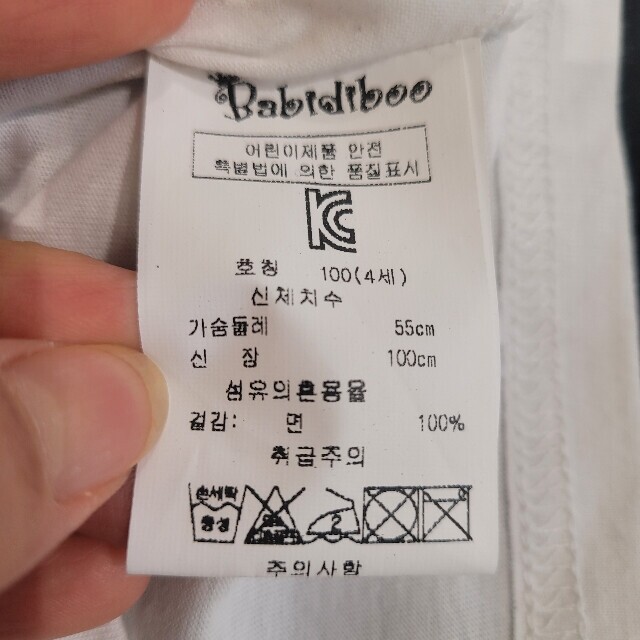 Babidiboo
어린이제품 안전
특별법에 의한 품질표시
KC
호칭 100(4세)
신체치수
가슴둘레 55cm
신 장 100cm
섬유의혼용율
겉감: 면 100%
취급주의
손세탁
중성
2
주의사항